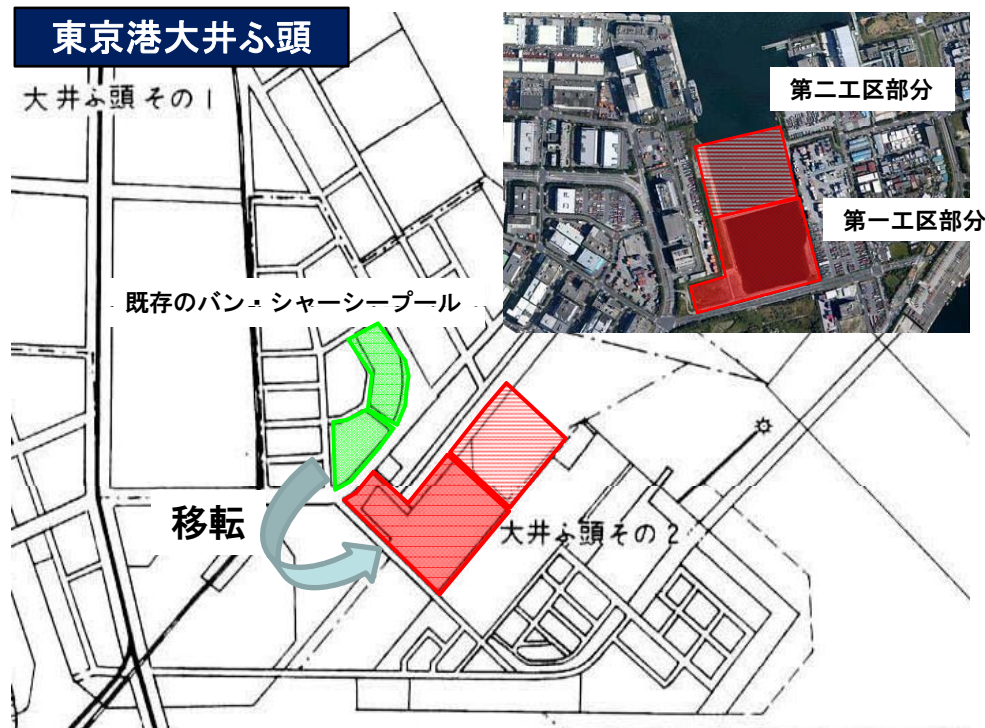 東京港大井ふ頭
大井ふ頭 その1
第二工区部分
第一工区部分
既存のバン・シャーシープール
移転
大井ふ頭その2